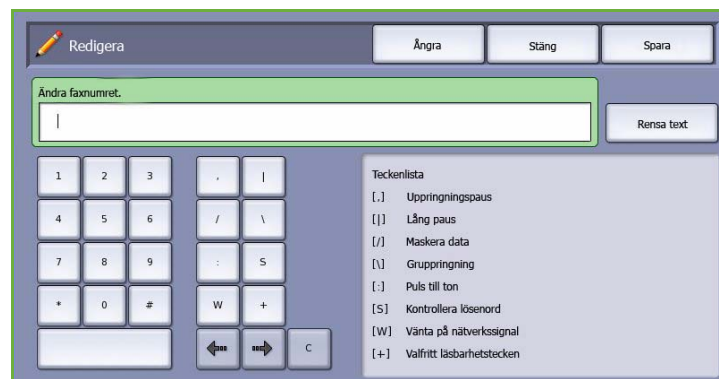 Redigera
Ångra
Stäng
Spara
Ändra faxnumret.
Rensa text
1 2 3 , |
4 5 6 / \
7 8 9 : S
* 0 # W +
C
Teckenlista
[,] Uppringningspaus
[|] Lång paus
[/] Maskera data
[\] Gruppringning
[:] Puls till ton
[S] Kontrollera lösenord
[W] Vänta på nätverkssignal
[+] Valfritt läsbarhetstecken